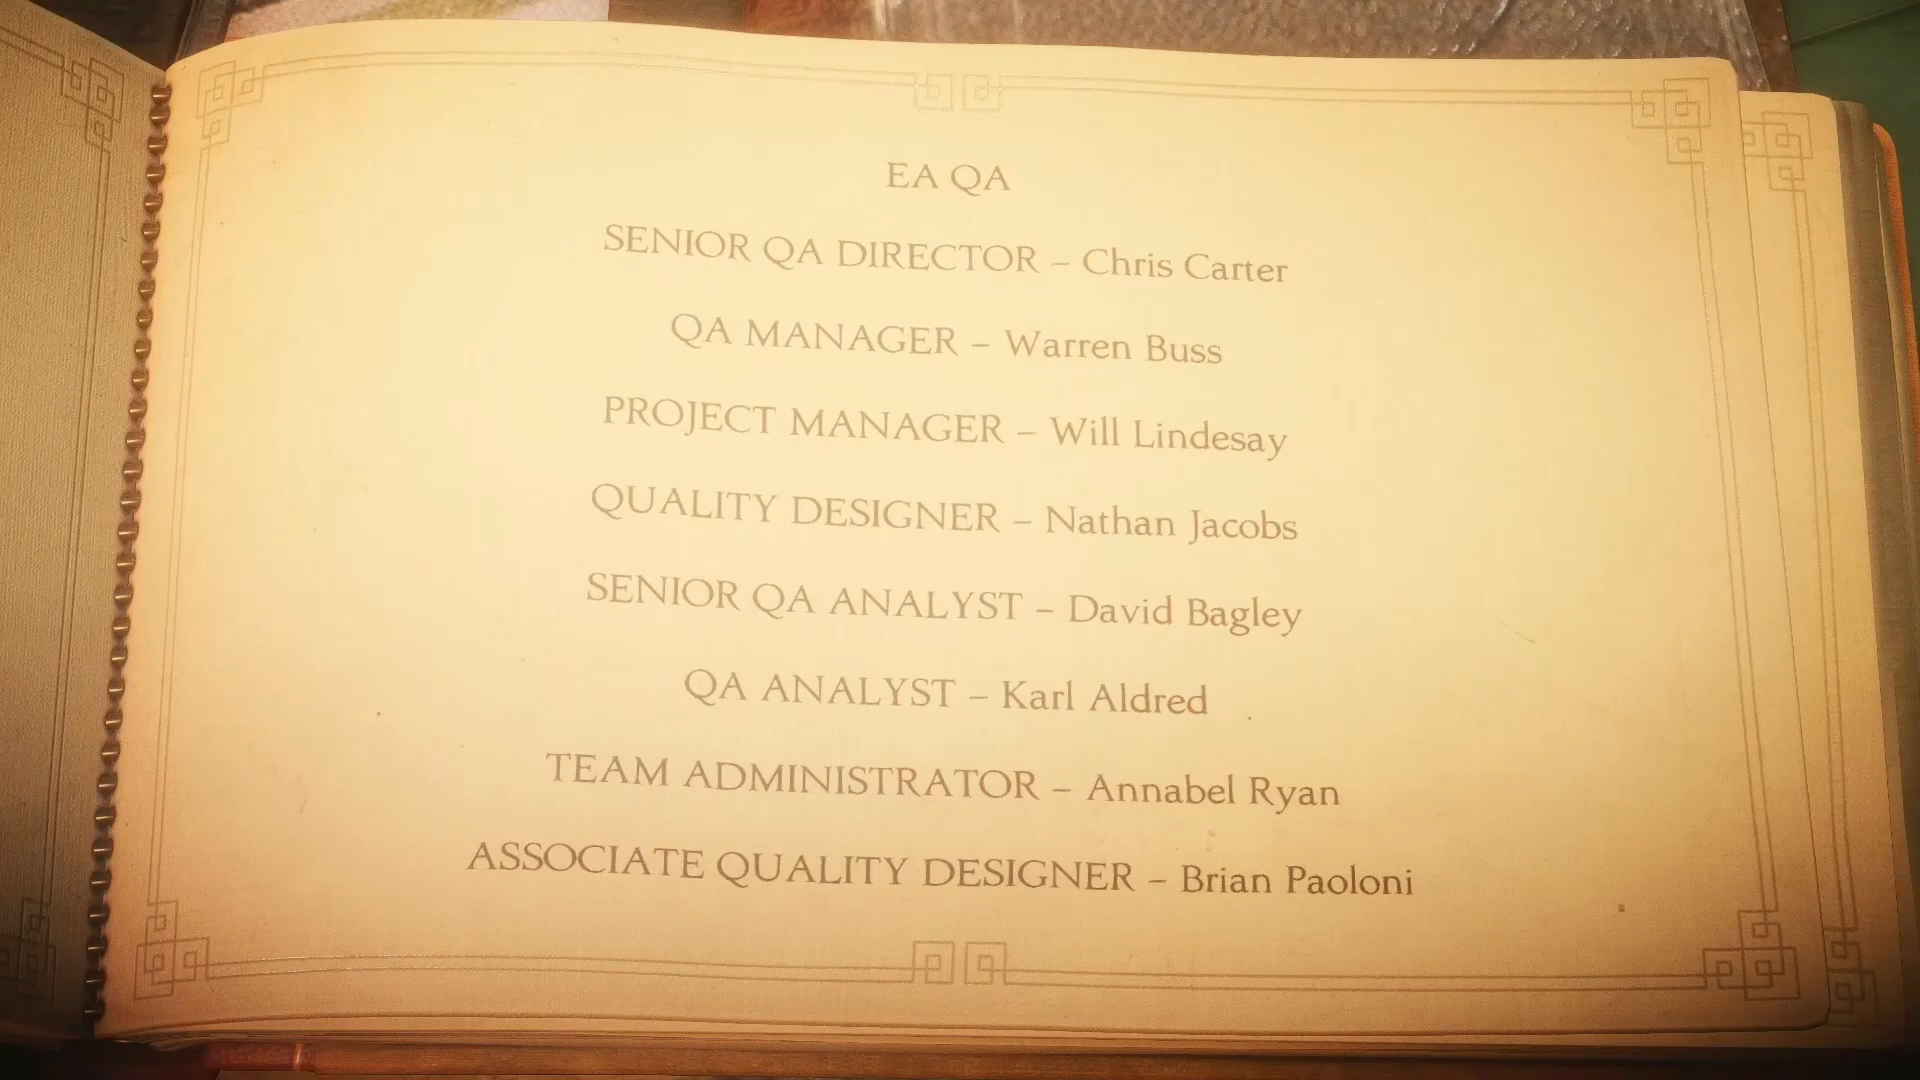 EA QA
SENIOR QA DIRECTOR – Chris Carter
QA MANAGER – Warren Buss
PROJECT MANAGER – Will Lindesay
QUALITY DESIGNER – Nathan Jacobs
SENIOR QA ANALYST – David Bagley
QA ANALYST – Karl Aldred
TEAM ADMINISTRATOR – Annabel Ryan
ASSOCIATE QUALITY DESIGNER – Brian Paoloni